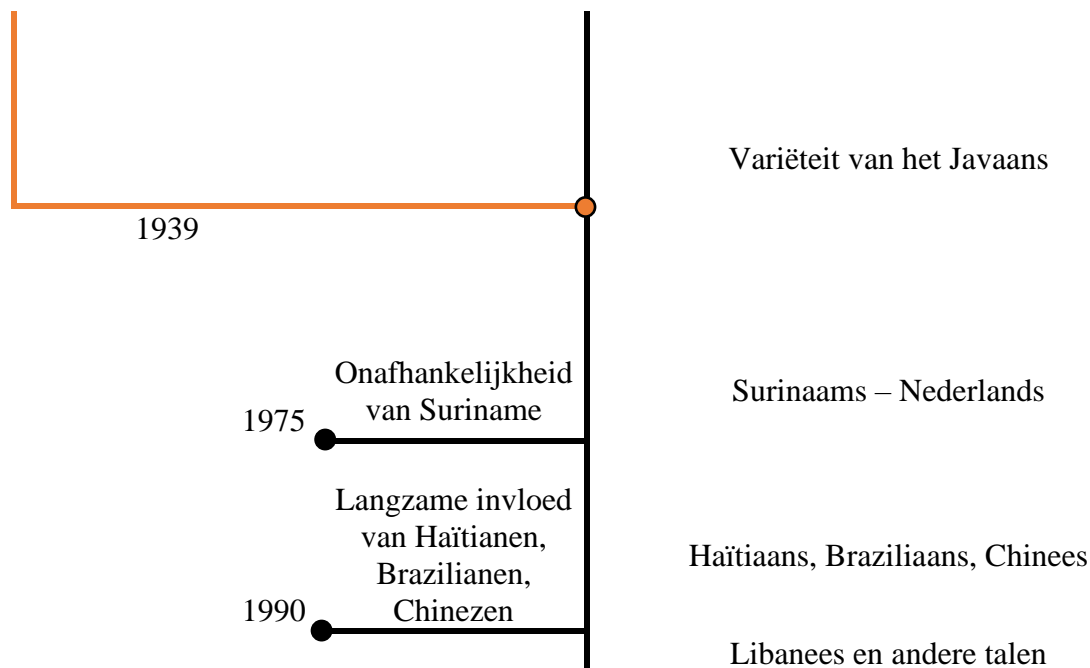 Variëteit van het Javaans
1939
Onafhankelijkheid
van Suriname
1975
Surinaams – Nederlands
Langzame invloed
van Haïtianen,
Brazilianen,
Chinezen
1990
Haïtiaans, Braziliaans, Chinees
Libanees en andere talen